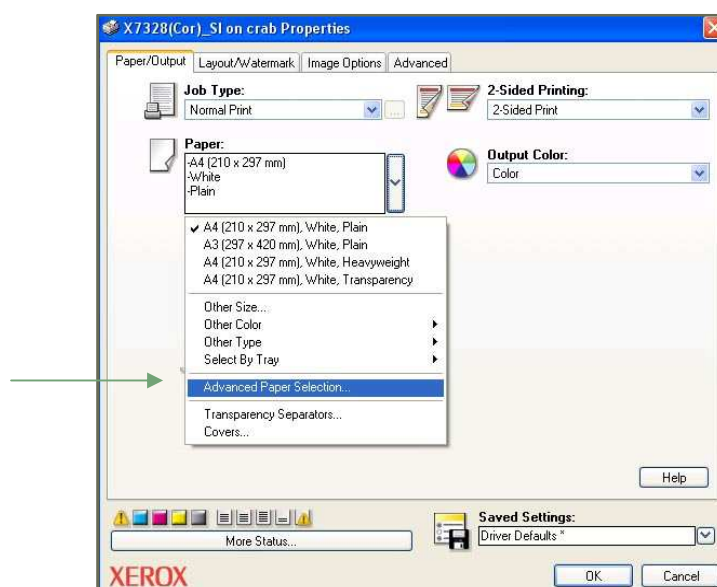 X7328(Cor)_SI on crab Properties
Paper/Output Layout/Watermark Image Options Advanced
Job Type:
Normal Print
...
2-Sided Printing:
2-Sided Print
Paper:
-A4 (210 x 297 mm)
-White
-Plain
Output Color:
Color
A4 (210 x 297 mm), White, Plain
A3 (297 x 420 mm), White, Plain
A4 (210 x 297 mm), White, Heavyweight
A4 (210 x 297 mm), White, Transparency
Other Size...
Other Color
Other Type
Select By Tray
Advanced Paper Selection...
Transparency Separators...
Covers...
Help
More Status...
Saved Settings:
Driver Defaults *
XEROX
OK Cancel